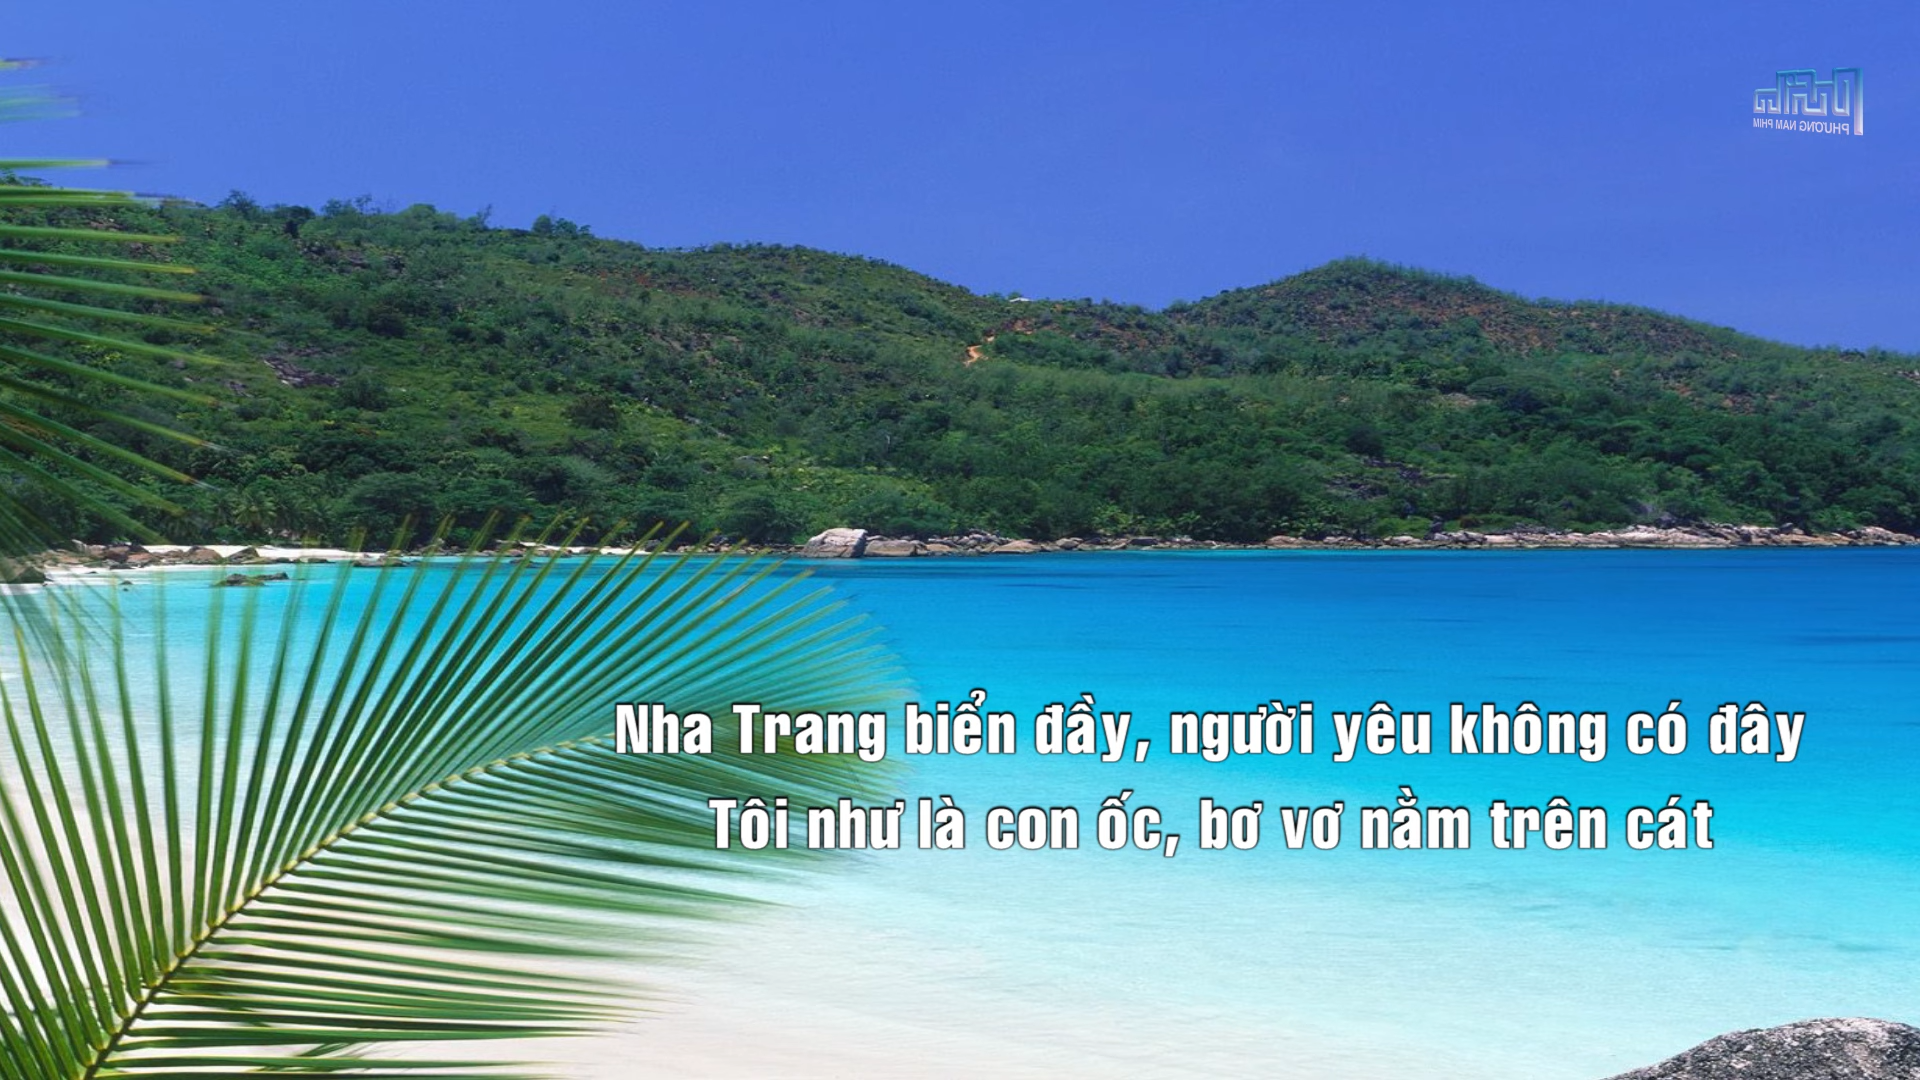 PHƯƠNG NAM PHIM
Nha Trang biển đầy, người yêu không có đây
Tôi như là con ốc, bơ vơ nằm trên cát